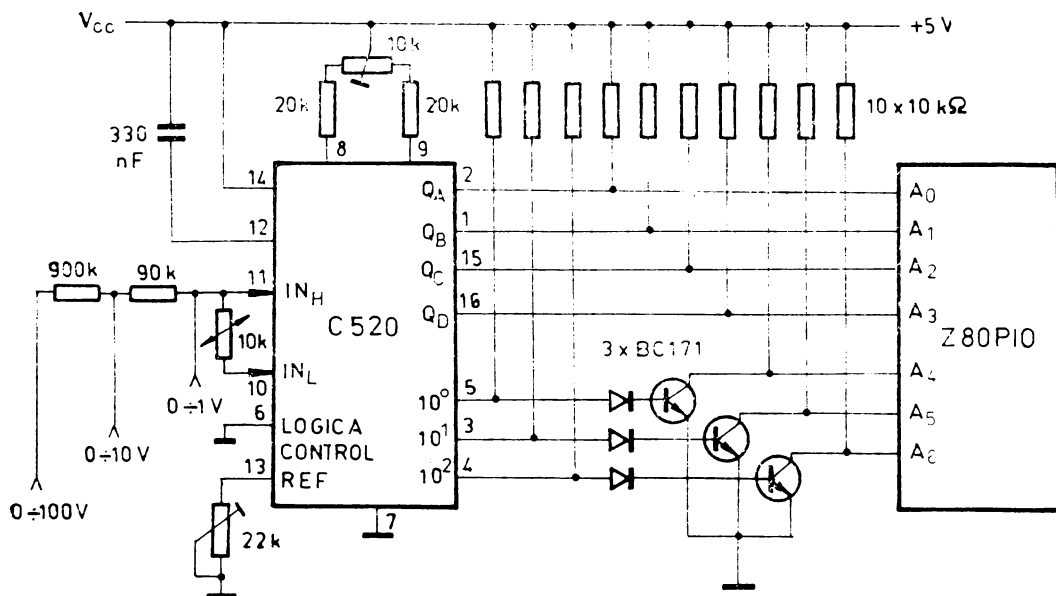 Vcc
+5 V
10k
20k
20k
10 x 10 kΩ
330
nF
8
9
14
12
900k
90k
11
INH
10k
10
INL
0÷1V
0÷10V
0÷100V
6
LOGICA
CONTROL
13
REF
22k
7
C520
QA
2
QB
1
QC
15
QD
16
10⁰
5
10¹
3
10²
4
3 x BC171
A0
A1
A2
A3
Z80PIO
A4
A5
A6